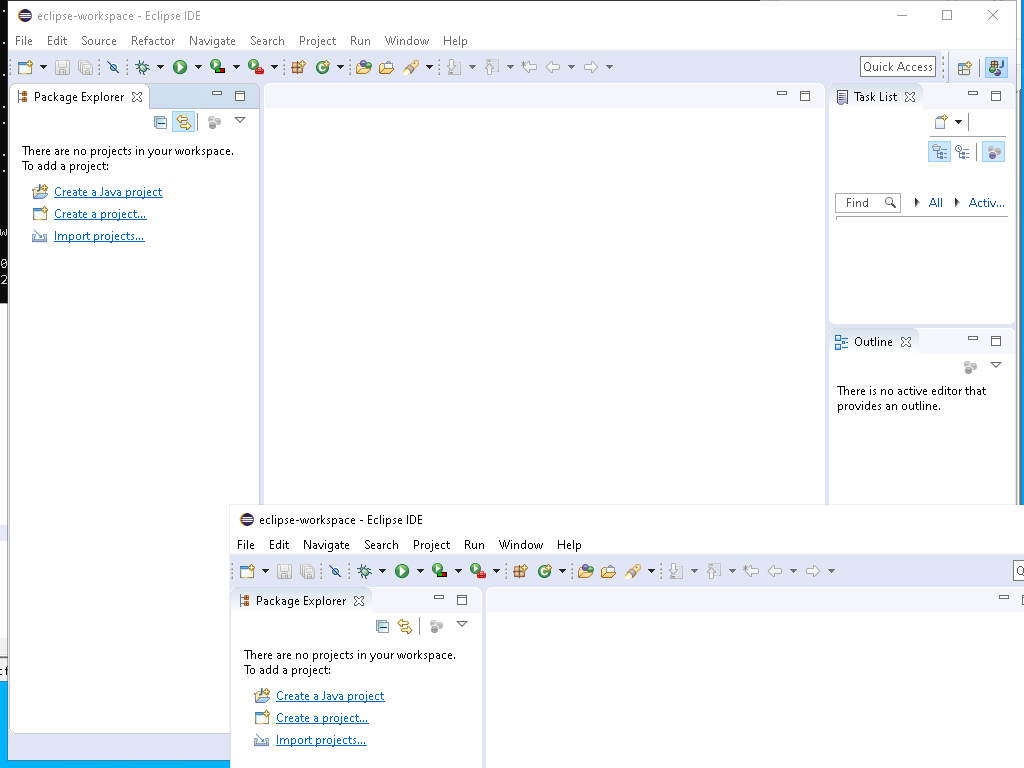 eclipse-workspace - Eclipse IDE
File Edit Source Refactor Navigate Search Project Run Window Help
Quick Access
Package Explorer
Task List
There are no projects in your workspace.
To add a project:
Create a Java project
Create a project...
Import projects...
Find All Activ...
Outline
There is no active editor that
provides an outline.
eclipse-workspace - Eclipse IDE
File Edit Navigate Search Project Run Window Help
Package Explorer
There are no projects in your workspace.
To add a project:
Create a Java project
Create a project...
Import projects...